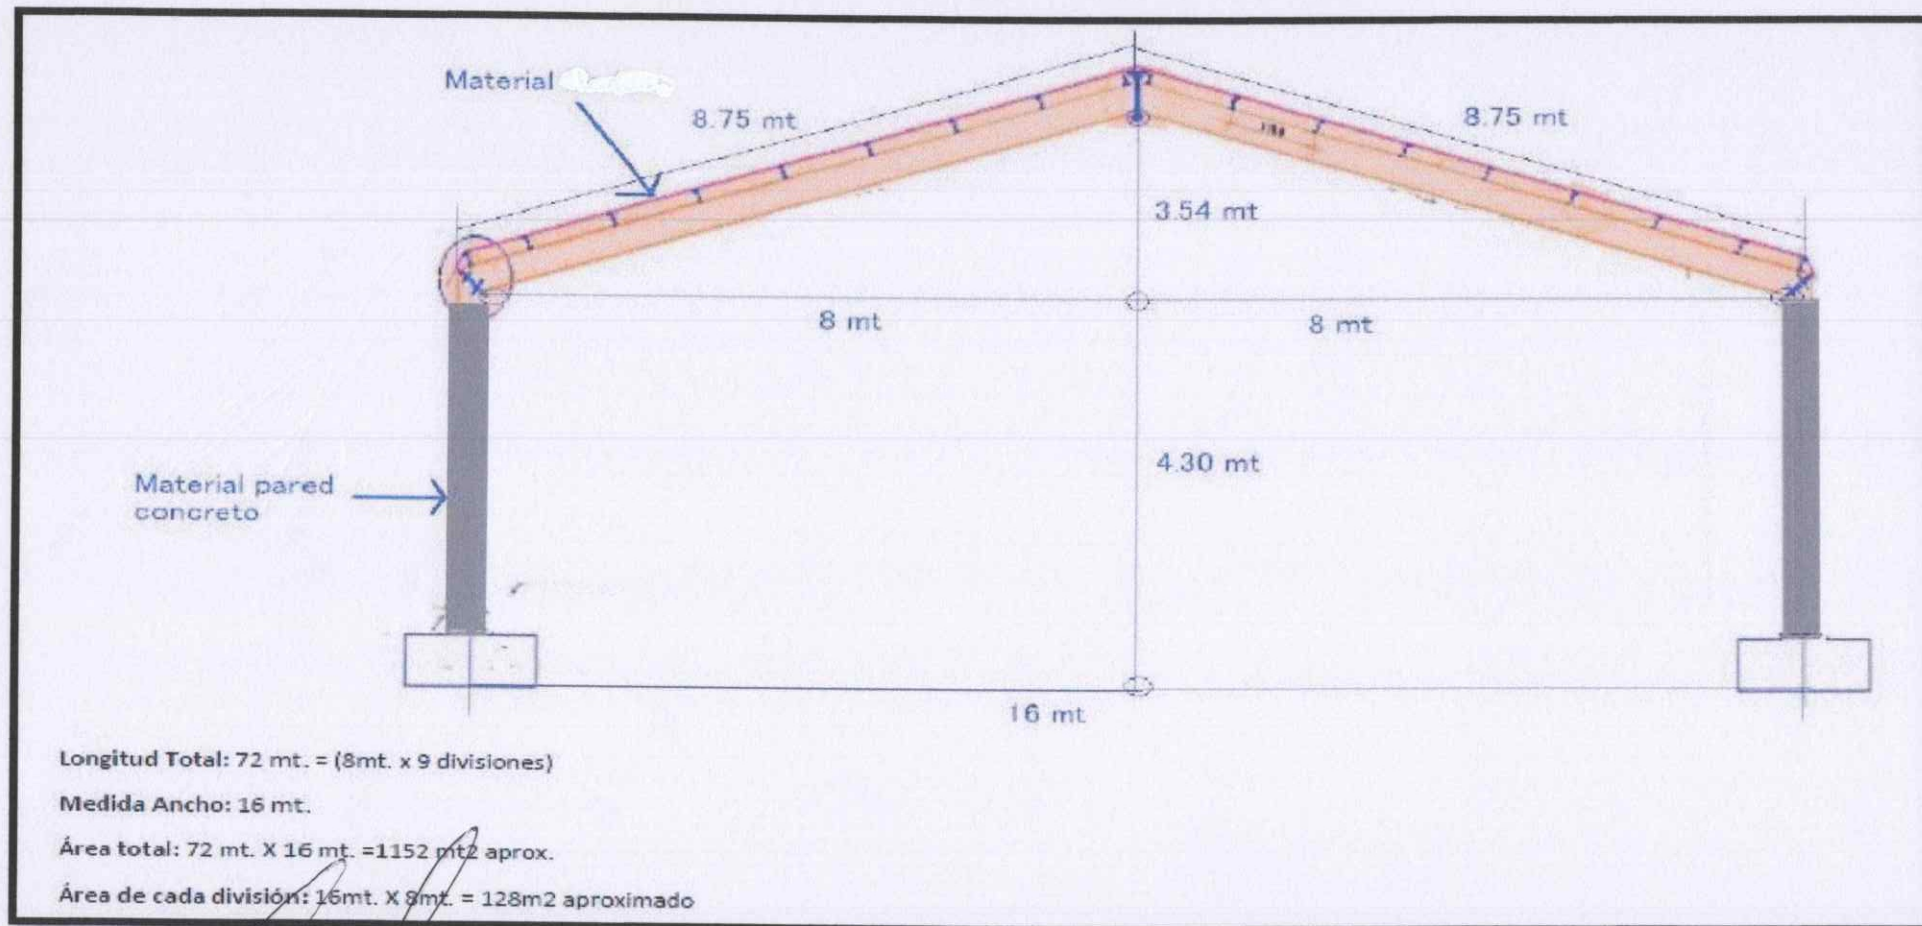 Material
8.75 mt
8.75 mt
3.54 mt
8 mt
8 mt
4.30 mt
Material pared
concreto
16 mt
Longitud Total: 72 mt. = (8mt. x 9 divisiones)
Medida Ancho: 16 mt.
Área total: 72 mt. X 16 mt. =1152 mt2 aprox.
Área de cada división: 16mt. X 8mt. = 128m2 aproximado